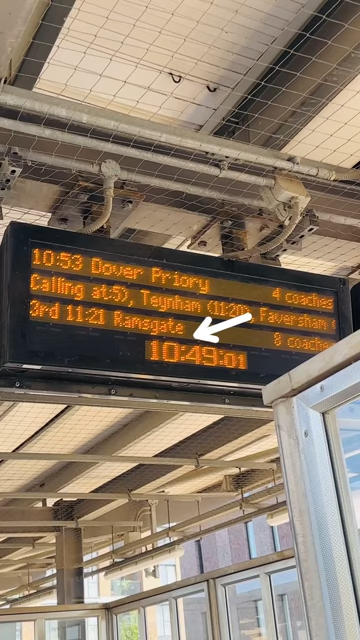 10:53 Dover Priory 4 coaches
Calling at:5), Teynham (11:20), Faversham (
3rd 11:21 Ramsgate 8 coaches
10:49:01